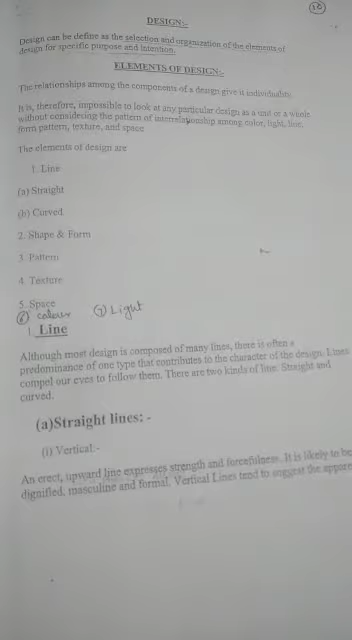 DESIGN:-
Design can be define as the selection and organization of the elements of
design for specific purpose and intention.
ELEMENTS OF DESIGN:-
The relationships among the components of a design give it individuality.
It is, therefore, impossible to look at any particular design as a unit or a whole
without considering the pattern of interrelationship among color, light, line,
form pattern, texture, and space
The elements of design are
1. Line
(a) Straight
(b) Curved
2. Shape & Form
3. Pattern
4. Texture
5. Space
⑥ colour ⑦ Light
1. Line
Although most design is composed of many lines, there is often a
predominance of one type that contributes to the character of the design. Lines
compel our eyes to follow them. There are two kinds of line. Straight and
curved.
(a)Straight lines: -
(i) Vertical:-
An erect, upward line expresses strength and forcefulness. It is likely to be
dignified, masculine and formal. Vertical Lines tend to suggest the appare